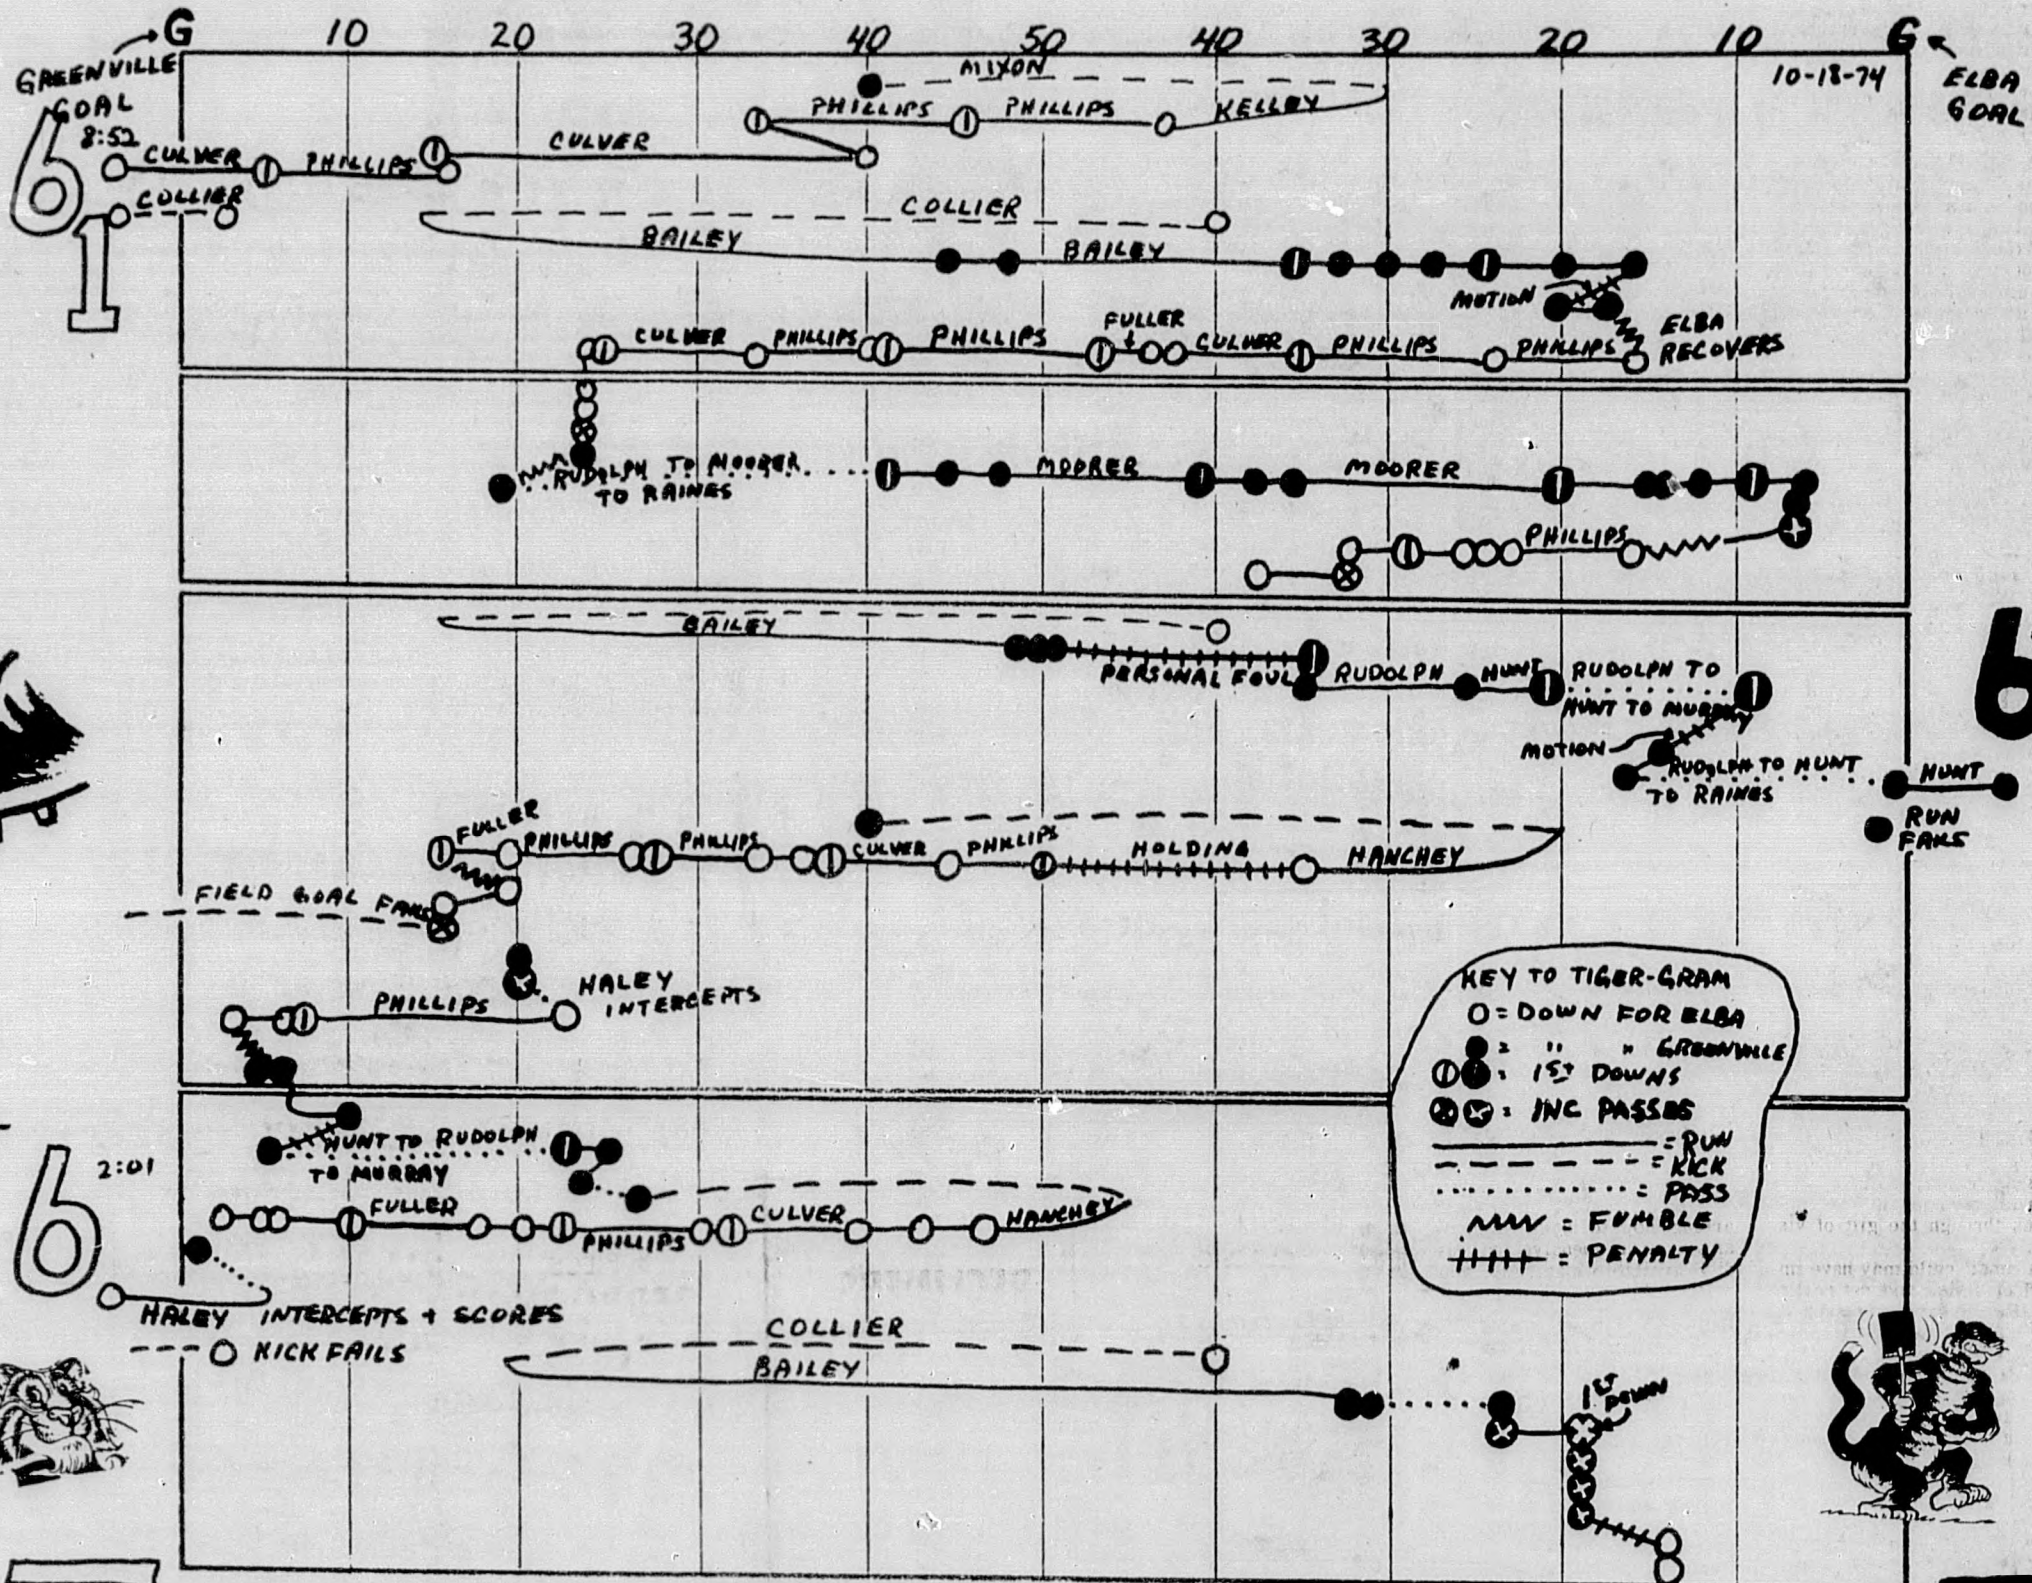 G 10 20 30 40 50 40 30 20 10 G
GREENVILLE
GOAL
10-18-74
ELBA
GOAL
MIXON
PHILLIPS PHILLIPS KELLEY
6
8:52
CULVER PHILLIPS CULVER
COLLIER
1
COLLIER
BAILEY BAILEY
MOTION
ELBA
RECOVERS
CULVER PHILLIPS PHILLIPS FULLER CULVER PHILLIPS PHILLIPS
RUDOLPH TO MOORER
TO RAINES
MOORER MOORER
PHILLIPS
BAILEY
PERSONAL FOUL RUDOLPH HUNT RUDOLPH TO
HUNT TO MURRAY
6
MOTION
RUDOLPH TO HUNT
TO RAINES
HUNT
RUN
FAILS
FULLER PHILLIPS PHILLIPS CULVER PHILLIPS HOLDING HANCHEY
FIELD GOAL FAILS
HALEY
INTERCEPTS
PHILLIPS
KEY TO TIGER-GRAM
O = DOWN FOR ELBA
= " " GREENVILLE
= 1ST DOWNS
= INC PASSES
= RUN
= KICK
= PASS
= FUMBLE
= PENALTY
HUNT TO RUDOLPH
TO MURRAY
6
2:01
FULLER PHILLIPS CULVER HANCHEY
HALEY INTERCEPTS + SCORES
KICK FAILS
COLLIER
BAILEY
1ST
DOWN